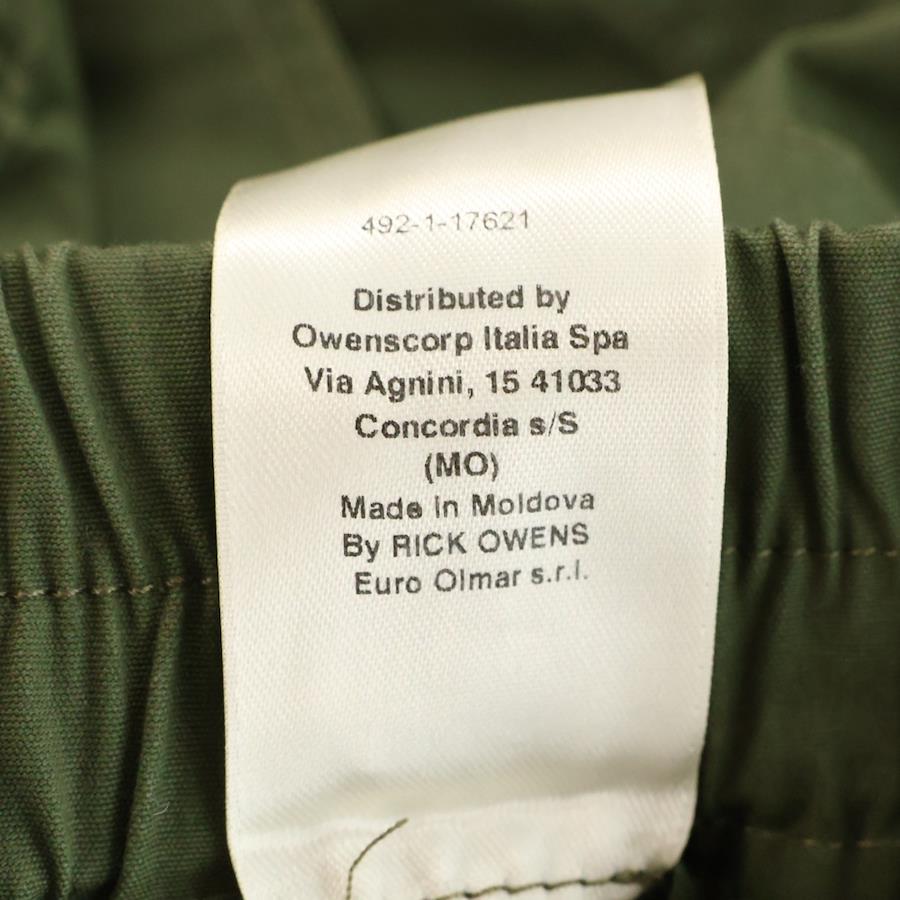 492-1-17621
Distributed by
Owenscorp Italia Spa
Via Agnini, 15 41033
Concordia s/S
(MO)
Made in Moldova
By RICK OWENS
Euro Olmar s.r.l.